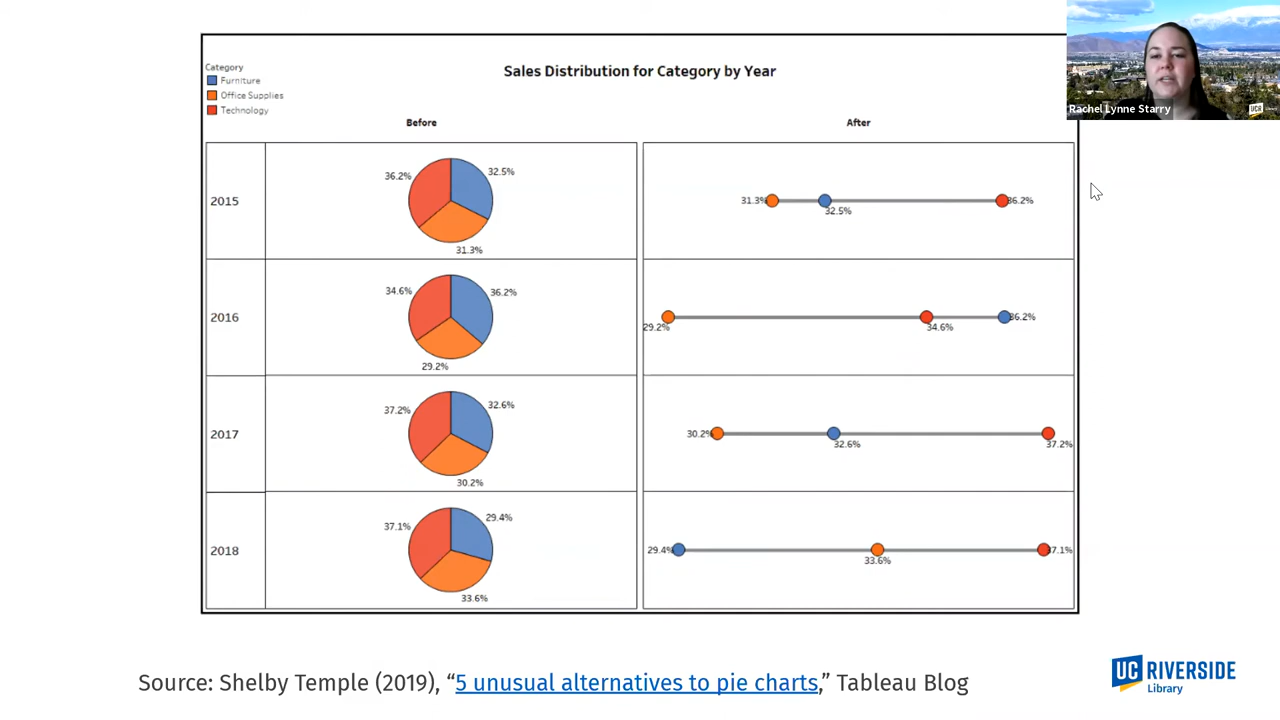 Category
Furniture
Office Supplies
Technology
Sales Distribution for Category by Year
Before
After
Rachel Lynne Starry
UCR
2015
36.2%
32.5%
31.3%
31.3%
32.5%
36.2%
2016
34.6%
36.2%
29.2%
29.2%
34.6%
36.2%
2017
37.2%
32.6%
30.2%
30.2%
32.6%
37.2%
2018
37.1%
29.4%
33.6%
29.4%
33.6%
37.1%
Source: Shelby Temple (2019), “5 unusual alternatives to pie charts,” Tableau Blog
UC RIVERSIDE
Library